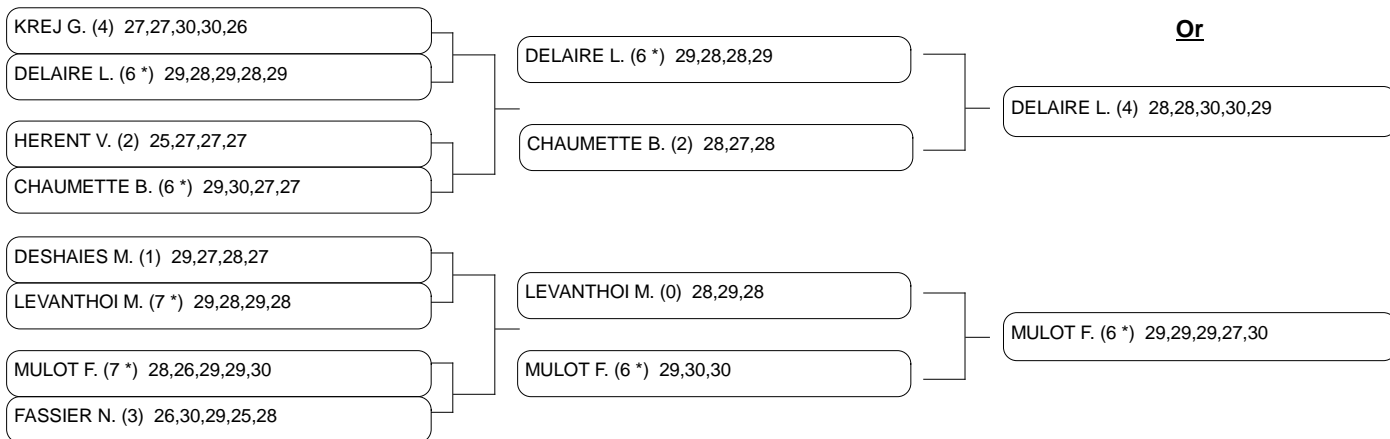 KREJ G. (4) 27,27,30,30,26
DELAIRE L. (6 *) 29,28,29,28,29
HERENT V. (2) 25,27,27,27
CHAUMETTE B. (6 *) 29,30,27,27
DESHAIES M. (1) 29,27,28,27
LEVANTHOI M. (7 *) 29,28,29,28
MULOT F. (7 *) 28,26,29,29,30
FASSIER N. (3) 26,30,29,25,28
DELAIRE L. (6 *) 29,28,28,29
CHAUMETTE B. (2) 28,27,28
LEVANTHOI M. (0) 28,29,28
MULOT F. (6 *) 29,30,30
Or
DELAIRE L. (4) 28,28,30,30,29
MULOT F. (6 *) 29,29,29,27,30